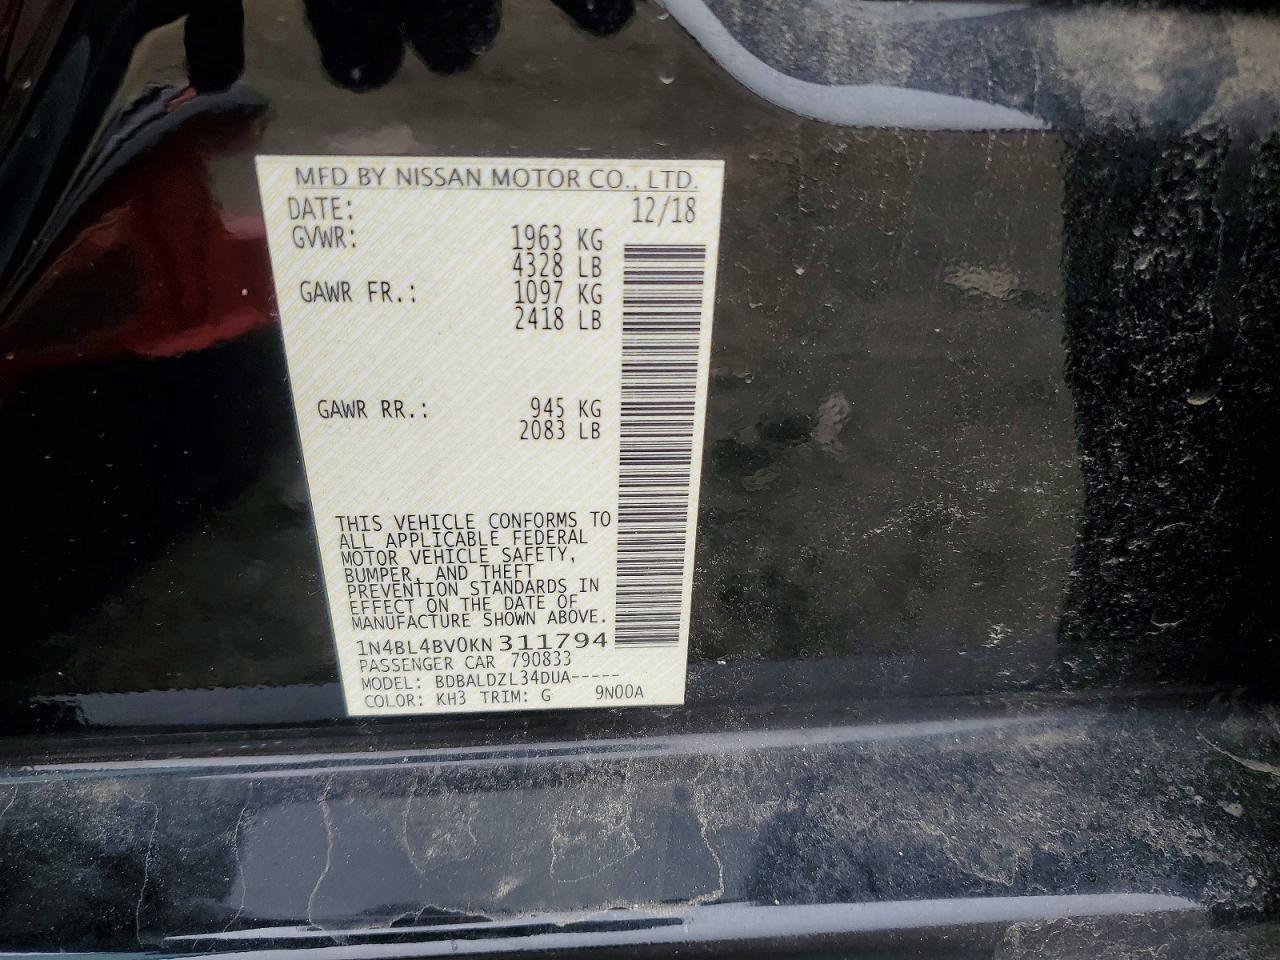 MFD BY NISSAN MOTOR CO., LTD.
DATE: 12/18
GVWR: 1963 KG
4328 LB
GAWR FR.: 1097 KG
2418 LB
GAWR RR.: 945 KG
2083 LB
THIS VEHICLE CONFORMS TO
ALL APPLICABLE FEDERAL
MOTOR VEHICLE SAFETY,
BUMPER, AND THEFT
PREVENTION STANDARDS IN
EFFECT ON THE DATE OF
MANUFACTURE SHOWN ABOVE.
1N4BL4BV0KN311794
PASSENGER CAR 790833
MODEL: BDBALDZL34DUA-----
COLOR: KH3 TRIM: G 9N00A